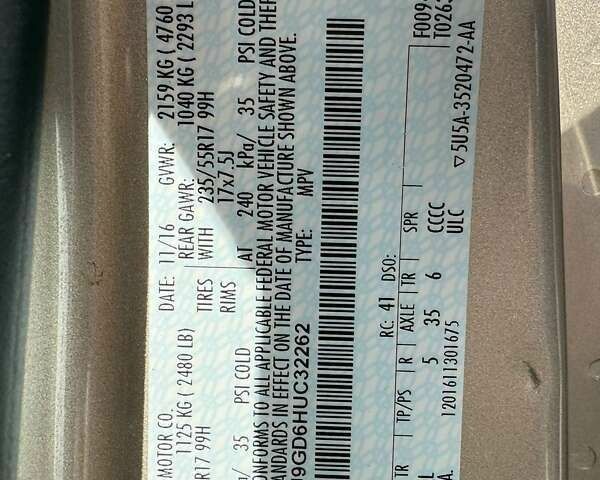 MOTOR CO.
DATE: 11/16 GVWR: 2159 KG ( 4760
1125 KG ( 2480 LB)
REAR GAWR: 1040 KG ( 2293 L
R17 99H
TIRES WITH 235/55R17 99H
RIMS 17x7.5J
/ 35 PSI COLD
AT 240 kPa/ 35 PSI COLD
ONFORMS TO ALL APPLICABLE FEDERAL MOTOR VEHICLE SAFETY AND THEF
ANDARDS IN EFFECT ON THE DATE OF MANUFACTURE SHOWN ABOVE.
J9GD6HUC32262
TYPE: MPV
F009
T026
RC: 41 DSO:
TR TP/PS R AXLE TR SPR
L 5 35 6 CCCC
A. 1201611301675 ULC
▽5U5A-3520472-AA